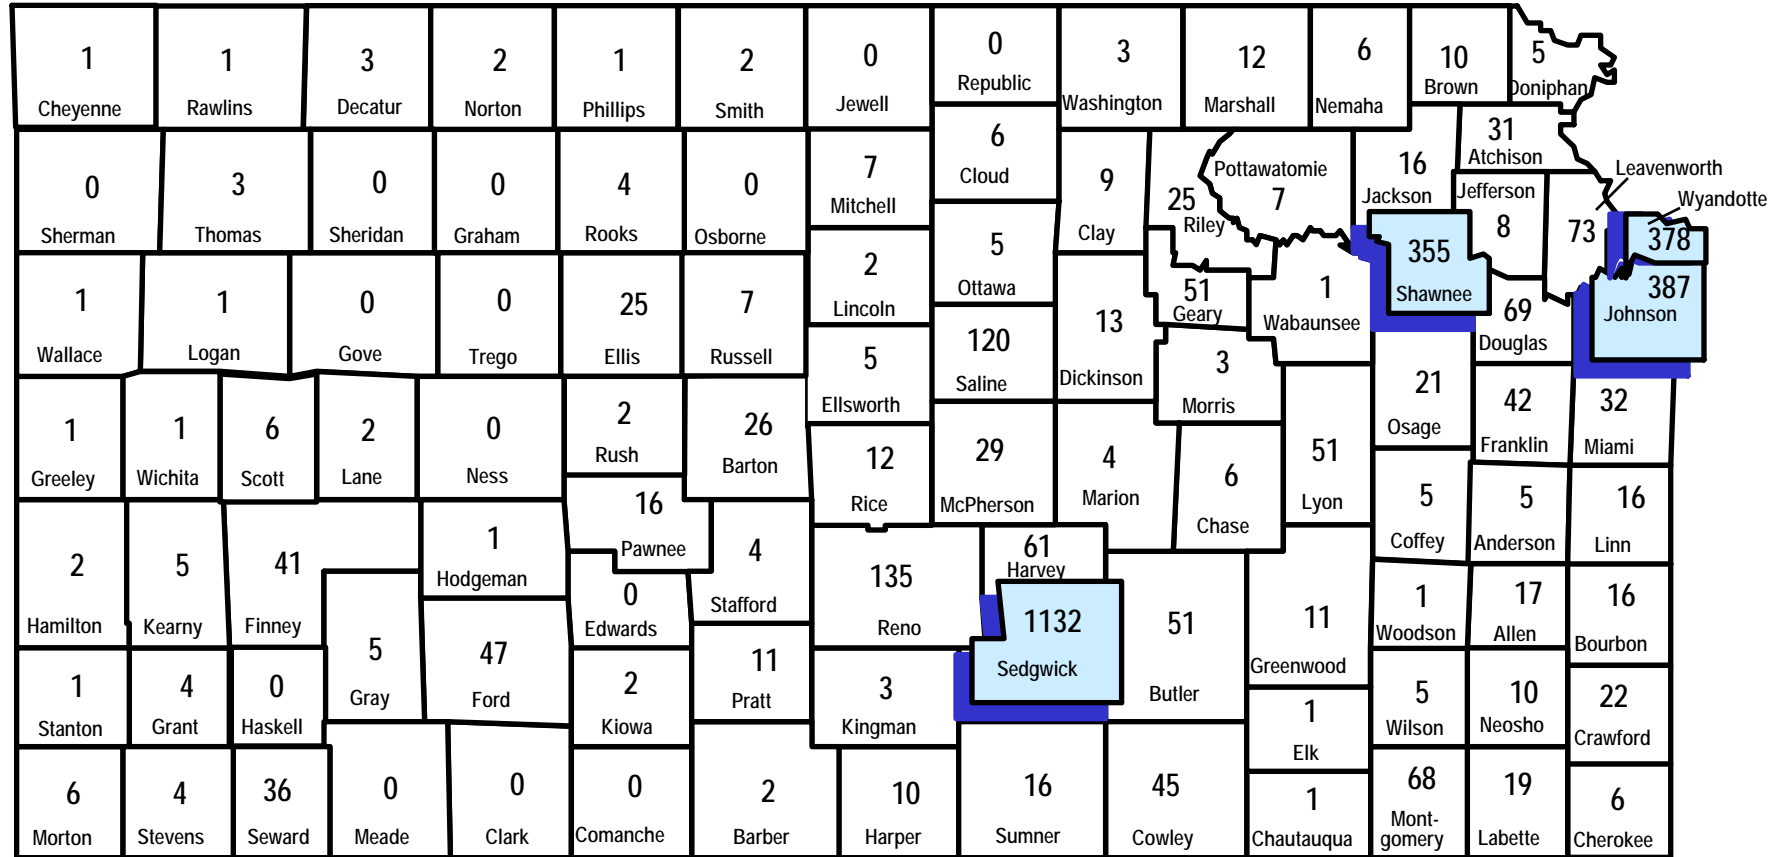 1
Cheyenne
1
Rawlins
3
Decatur
2
Norton
1
Phillips
2
Smith
0
Jewell
0
Republic
3
Washington
12
Marshall
6
Nemaha
10
Brown
5
Doniphan
0
Sherman
3
Thomas
0
Sheridan
0
Graham
4
Rooks
0
Osborne
7
Mitchell
6
Cloud
9
Clay
25
Riley
Pottawatomie
7
16
Jackson
31
Atchison
Jefferson
8
Leavenworth
73
Wyandotte
378
1
Wallace
1
Logan
0
Gove
0
Trego
25
Ellis
7
Russell
2
Lincoln
5
Ottawa
13
Dickinson
51
Geary
1
Wabaunsee
355
Shawnee
69
Douglas
387
Johnson
5
Ellsworth
120
Saline
3
Morris
1
Greeley
1
Wichita
6
Scott
2
Lane
0
Ness
2
Rush
26
Barton
12
Rice
29
McPherson
4
Marion
6
Chase
51
Lyon
21
Osage
42
Franklin
32
Miami
5
Coffey
5
Anderson
16
Linn
2
Hamilton
5
Kearny
41
Finney
1
Hodgeman
16
Pawnee
4
Stafford
0
Edwards
135
Reno
61
Harvey
1132
Sedgwick
51
Butler
11
Greenwood
1
Woodson
17
Allen
16
Bourbon
1
Stanton
4
Grant
0
Haskell
5
Gray
47
Ford
2
Kiowa
11
Pratt
3
Kingman
1
Elk
5
Wilson
10
Neosho
22
Crawford
6
Morton
4
Stevens
36
Seward
0
Meade
0
Clark
0
Comanche
2
Barber
10
Harper
16
Sumner
45
Cowley
1
Chautauqua
68
Mont-
gomery
19
Labette
6
Cherokee